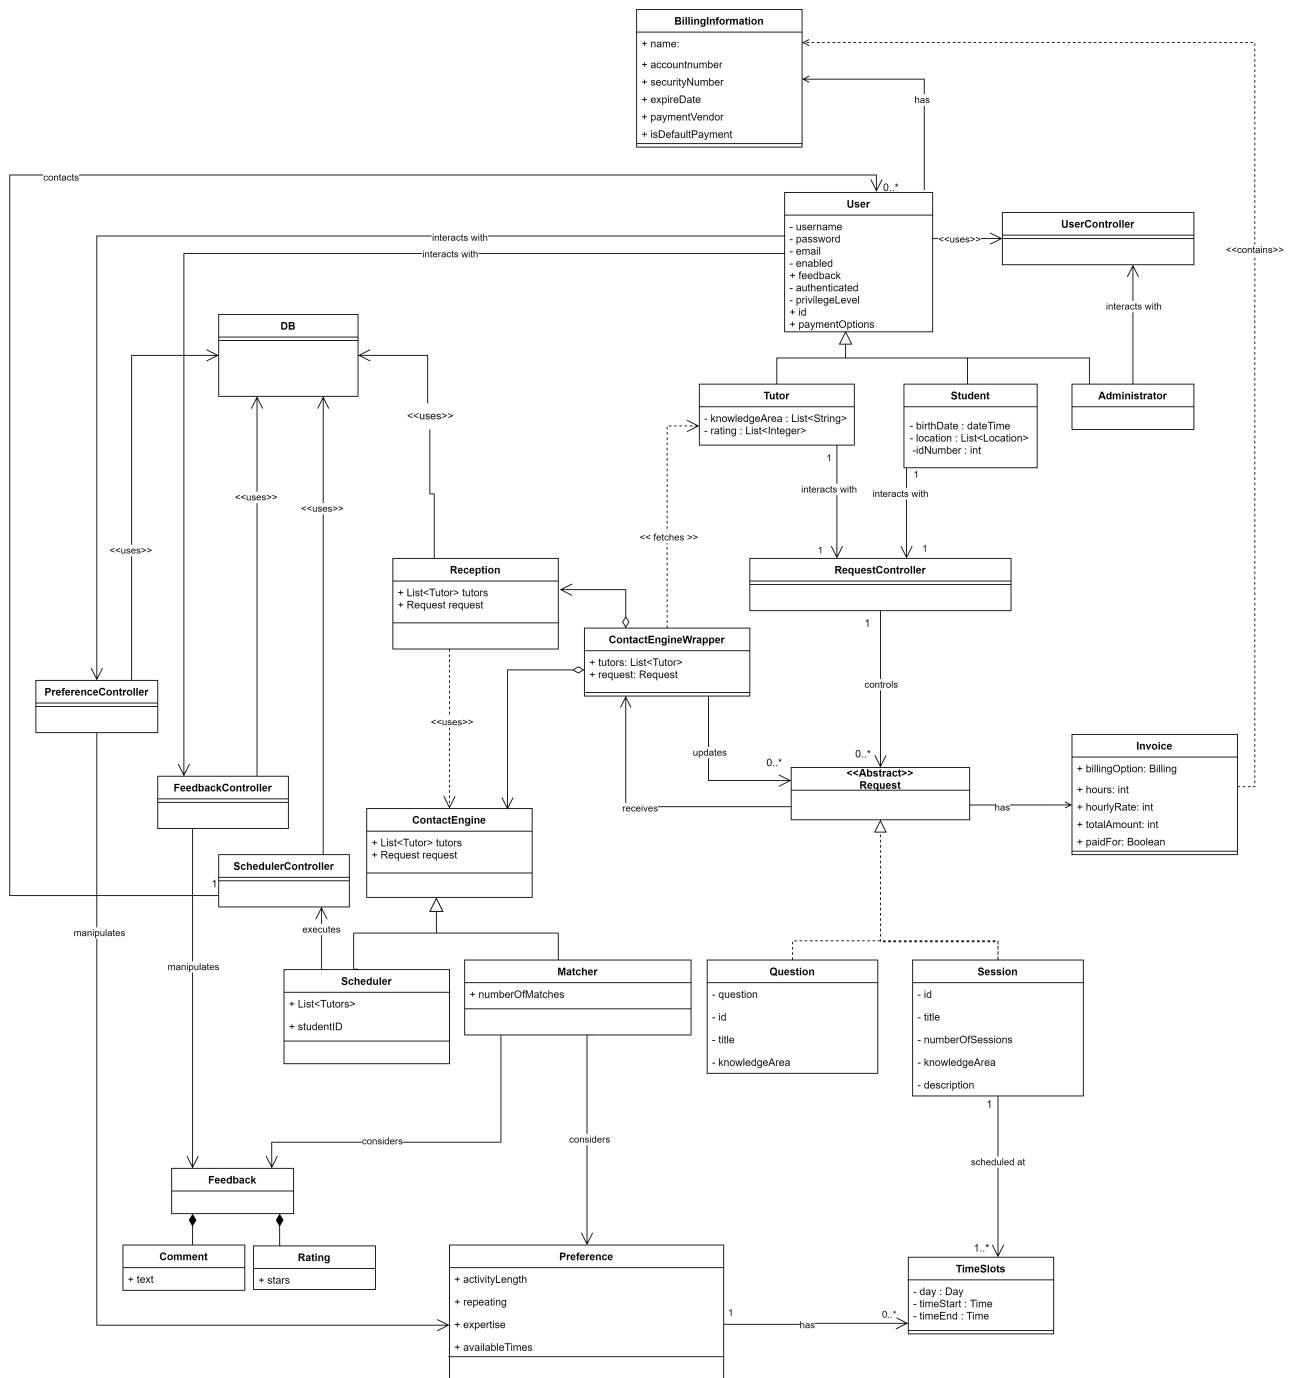 BillingInformation
+ name:
+ accountnumber
+ securityNumber
+ expireDate
+ paymentVendor
+ isDefaultPayment
has
contacts
0..*
User
- username
- password
- email
- enabled
+ feedback
- authenticated
- privilegeLevel
+ id
+ paymentOptions
<<uses>>
UserController
<<contains>>
interacts with
interacts with
interacts with
DB
<<uses>>
<<uses>>
<<uses>>
<<uses>>
Tutor
- knowledgeArea : List<String>
- rating : List<Integer>
Student
- birthDate : dateTime
- location : List<Location>
-idNumber : int
Administrator
1
interacts with
1
1
interacts with
1
<< fetches >>
Reception
+ List<Tutor> tutors
+ Request request
RequestController
1
controls
0..*
ContactEngineWrapper
+ tutors: List<Tutor>
+ request: Request
PreferenceController
<<uses>>
updates
0..*
receives
<<Abstract>>
Request
has
Invoice
+ billingOption: Billing
+ hours: int
+ hourlyRate: int
+ totalAmount: int
+ paidFor: Boolean
FeedbackController
ContactEngine
+ List<Tutor> tutors
+ Request request
SchedulerController
1
executes
manipulates
manipulates
Scheduler
+ List<Tutors>
+ studentID
Matcher
+ numberOfMatches
Question
- question
- id
- title
- knowledgeArea
Session
- id
- title
- numberOfSessions
- knowledgeArea
- description
1
scheduled at
1..*
considers
considers
Feedback
Comment
+ text
Rating
+ stars
Preference
+ activityLength
+ repeating
+ expertise
+ availableTimes
1
has
0..*
TimeSlots
- day : Day
- timeStart : Time
- timeEnd : Time